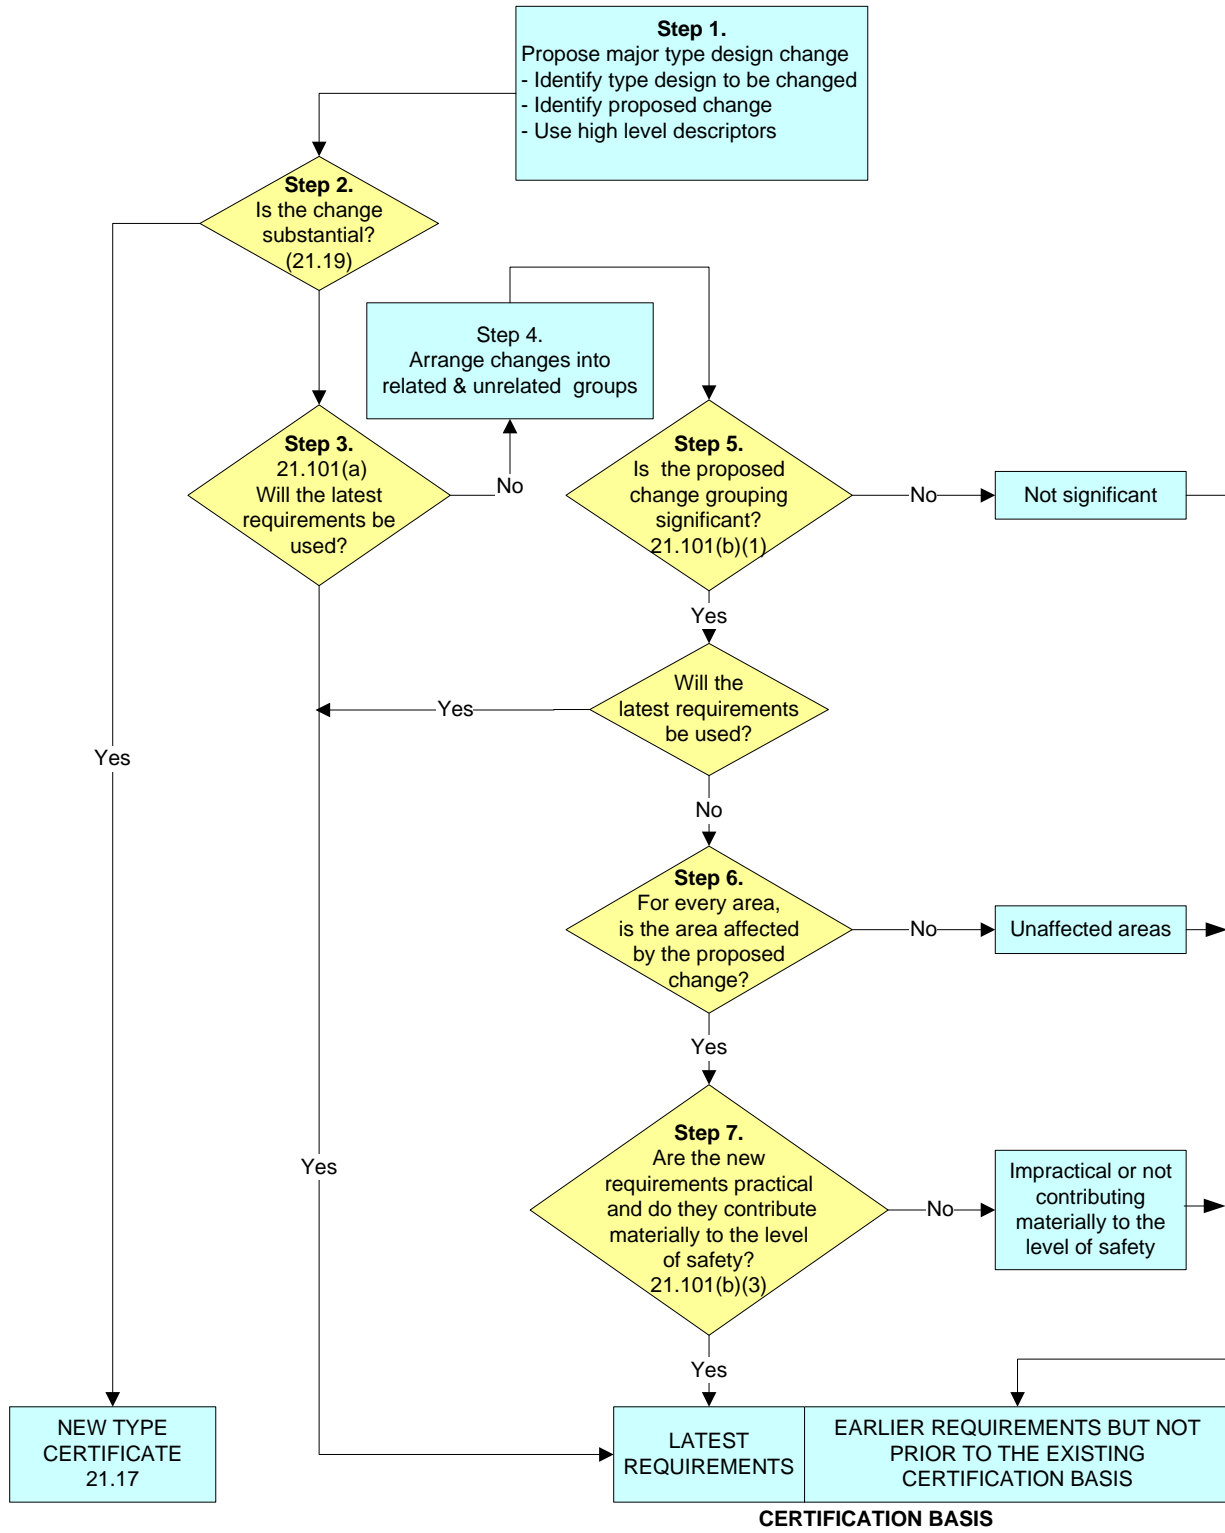 Step 1.
Propose major type design change
- Identify type design to be changed
- Identify proposed change
- Use high level descriptors
Step 2.
Is the change
substantial?
(21.19)
Step 4.
Arrange changes into
related & unrelated groups
Step 3.
21.101(a)
Will the latest
requirements be
used?
No
Step 5.
Is the proposed
change grouping
significant?
21.101(b)(1)
No
Not significant
Yes
Will the
latest requirements
be used?
Yes
Yes
No
Step 6.
For every area,
is the area affected
by the proposed
change?
No
Unaffected areas
Yes
Step 7.
Are the new
requirements practical
and do they contribute
materially to the level
of safety?
21.101(b)(3)
Yes
No
Impractical or not
contributing
materially to the
level of safety
Yes
NEW TYPE
CERTIFICATE
21.17
LATEST
REQUIREMENTS
EARLIER REQUIREMENTS BUT NOT
PRIOR TO THE EXISTING
CERTIFICATION BASIS
CERTIFICATION BASIS